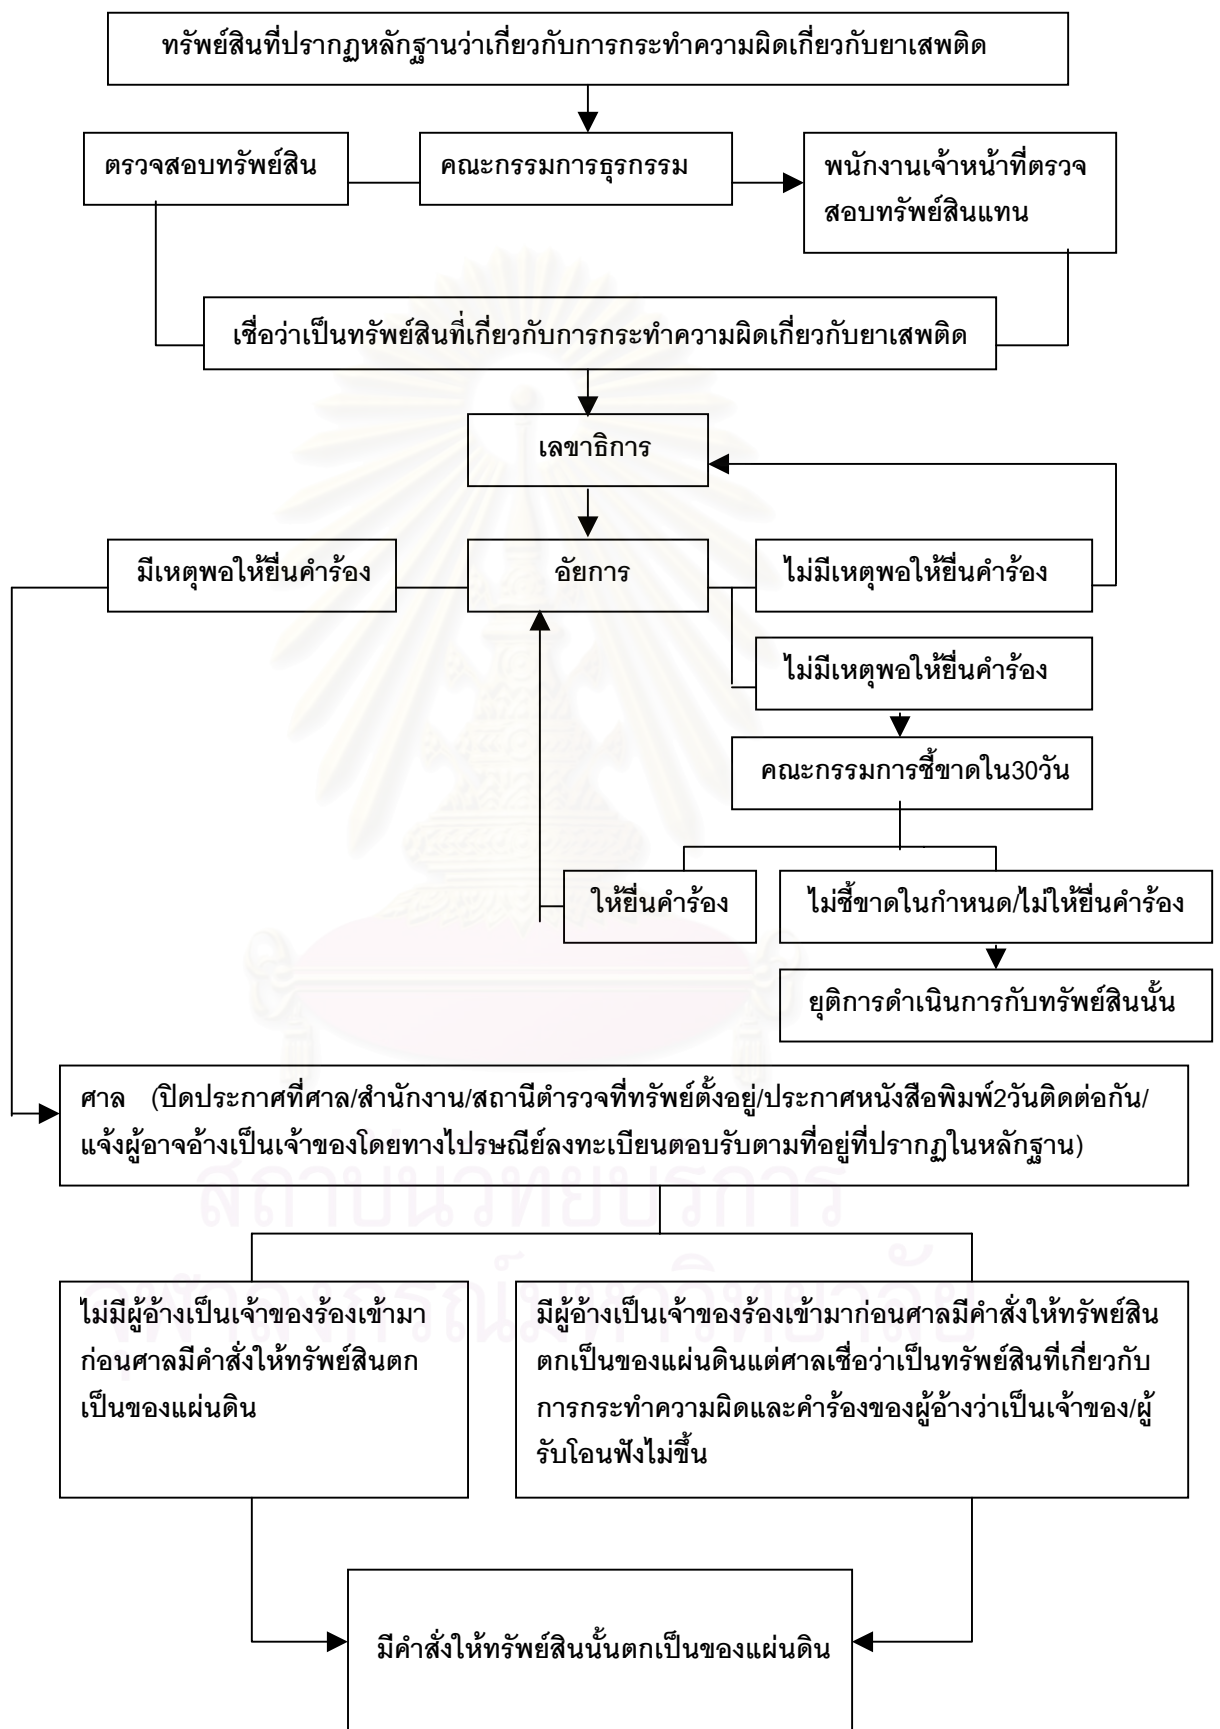 ทรัพย์สินที่ปรากฏหลักฐานว่าเกี่ยวกับการกระทำความผิดเกี่ยวกับยาเสพติด
ตรวจสอบทรัพย์สิน
คณะกรรมการธุรกรรม
พนักงานเจ้าหน้าที่ตรวจ
สอบทรัพย์สินแทน
เชื่อว่าเป็นทรัพย์สินที่เกี่ยวกับการกระทำความผิดเกี่ยวกับยาเสพติด
เลขาธิการ
มีเหตุพอให้ยื่นคำร้อง
อัยการ
ไม่มีเหตุพอให้ยื่นคำร้อง
ไม่มีเหตุพอให้ยื่นคำร้อง
คณะกรรมการชี้ขาดใน30วัน
ให้ยื่นคำร้อง
ไม่ชี้ขาดในกำหนด/ไม่ให้ยื่นคำร้อง
ยุติการดำเนินการกับทรัพย์สินนั้น
ศาล (ปิดประกาศที่ศาล/สำนักงาน/สถานีตำรวจที่ทรัพย์ตั้งอยู่/ประกาศหนังสือพิมพ์2วันติดต่อกัน/
แจ้งผู้อาจอ้างเป็นเจ้าของโดยทางไปรษณีย์ลงทะเบียนตอบรับตามที่อยู่ที่ปรากฏในหลักฐาน)
สถาบันวิทยบริการ
จุฬาลงกรณ์มหาวิทยาลัย
ไม่มีผู้อ้างเป็นเจ้าของร้องเข้ามา
ก่อนศาลมีคำสั่งให้ทรัพย์สินตก
เป็นของแผ่นดิน
มีผู้อ้างเป็นเจ้าของร้องเข้ามาก่อนศาลมีคำสั่งให้ทรัพย์สิน
ตกเป็นของแผ่นดินแต่ศาลเชื่อว่าเป็นทรัพย์สินที่เกี่ยวกับ
การกระทำความผิดและคำร้องของผู้อ้างว่าเป็นเจ้าของ/ผู้
รับโอนฟังไม่ขึ้น
มีคำสั่งให้ทรัพย์สินนั้นตกเป็นของแผ่นดิน